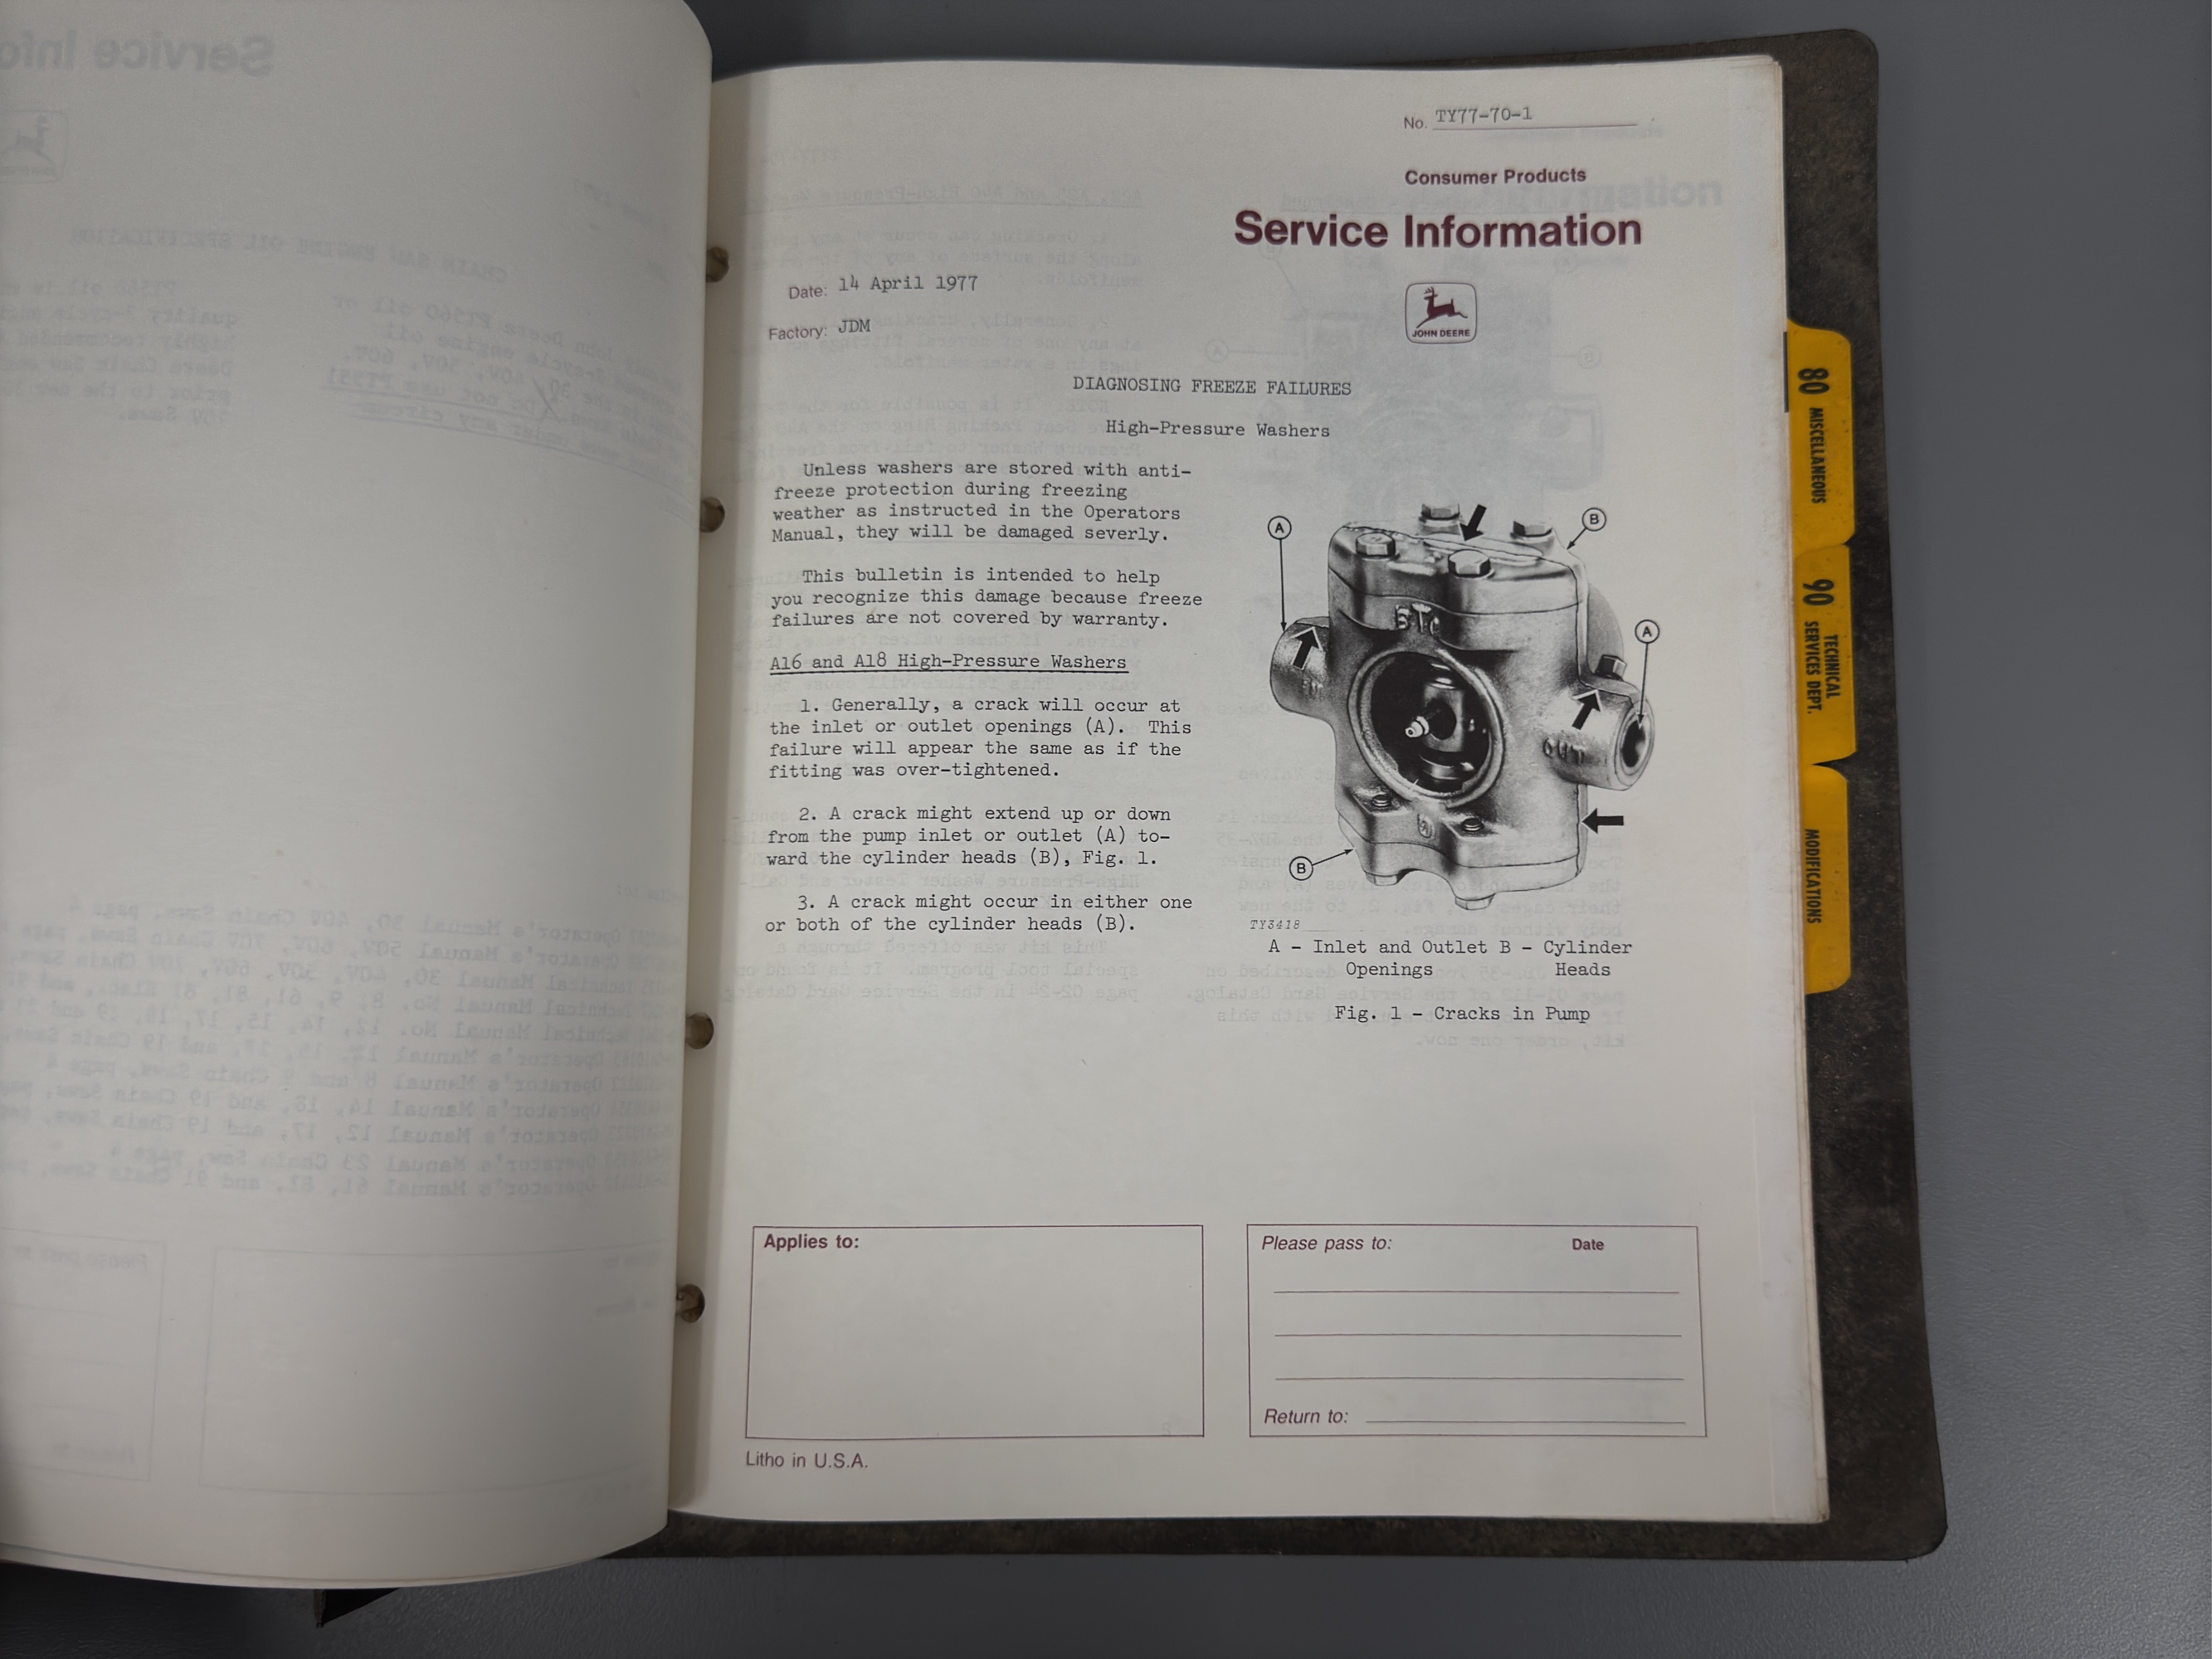 No. TY77-70-1
Consumer Products
Service Information
Date: 14 April 1977
JOHN DEERE
Factory: JDM
DIAGNOSING FREEZE FAILURES
High-Pressure Washers
Unless washers are stored with anti-
freeze protection during freezing
weather as instructed in the Operators
Manual, they will be damaged severly.
This bulletin is intended to help
you recognize this damage because freeze
failures are not covered by warranty.
A16 and A18 High-Pressure Washers
1. Generally, a crack will occur at
the inlet or outlet openings (A). This
failure will appear the same as if the
fitting was over-tightened.
2. A crack might extend up or down
from the pump inlet or outlet (A) to-
ward the cylinder heads (B), Fig. 1.
3. A crack might occur in either one
or both of the cylinder heads (B).
A
B
A
OUT
B
TY3418
A - Inlet and Outlet B - Cylinder
Openings Heads
Fig. 1 - Cracks in Pump
Applies to:
Please pass to: Date
Return to:
Litho in U.S.A.
80 MISCELLANEOUS
90 TECHNICAL
SERVICES DEPT.
MODIFICATIONS